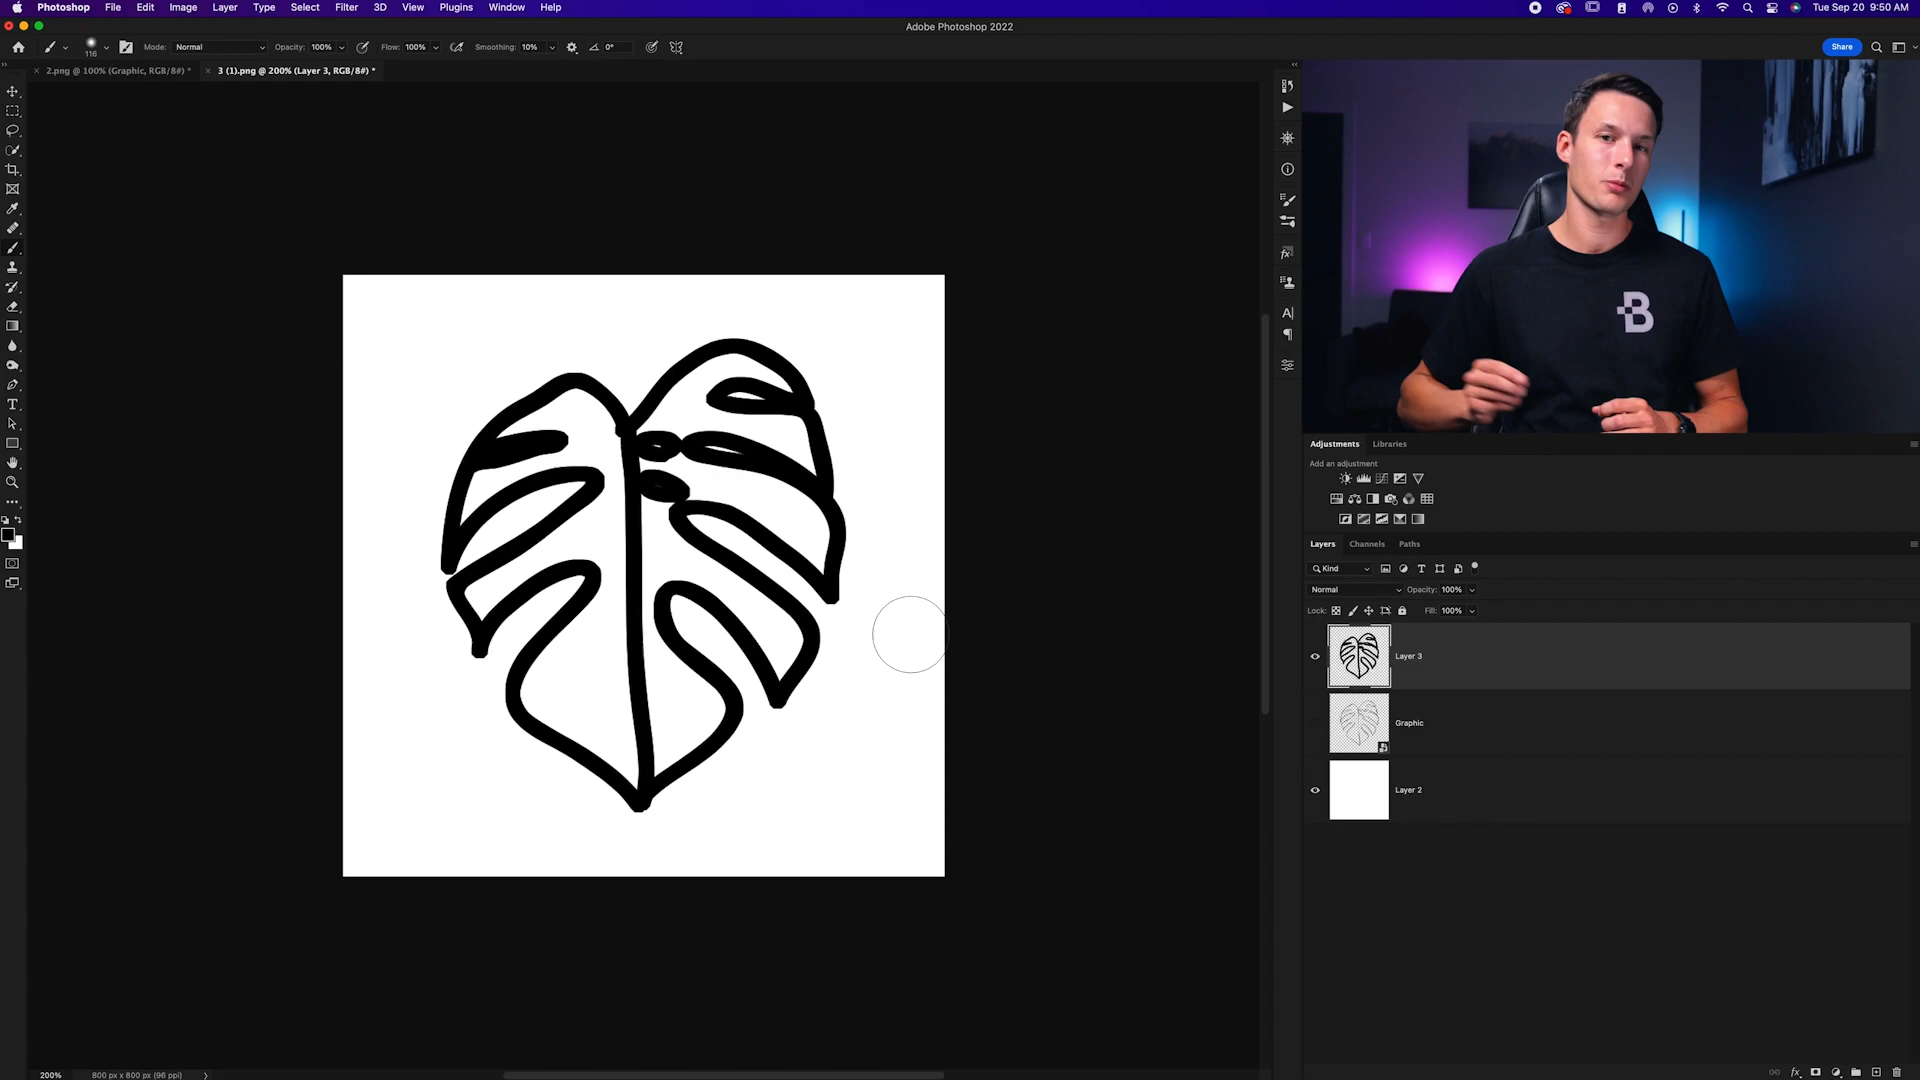 Photoshop File Edit Image Layer Type Select Filter 3D View Plugins Window Help Tue Sep 20 9:50 AM
Adobe Photoshop 2022
116 Mode: Normal Opacity: 100% Flow: 100% Smoothing: 10% 0° Share
2.png @ 100% (Graphic, RGB/8#) * 3 (1).png @ 200% (Layer 3, RGB/8#) *
B
Adjustments Libraries
Add an adjustment
Layers Channels Paths
Kind
Normal Opacity: 100%
Lock: Fill: 100%
Layer 3
Graphic
Layer 2
200% 800 px x 800 px (96 ppi)